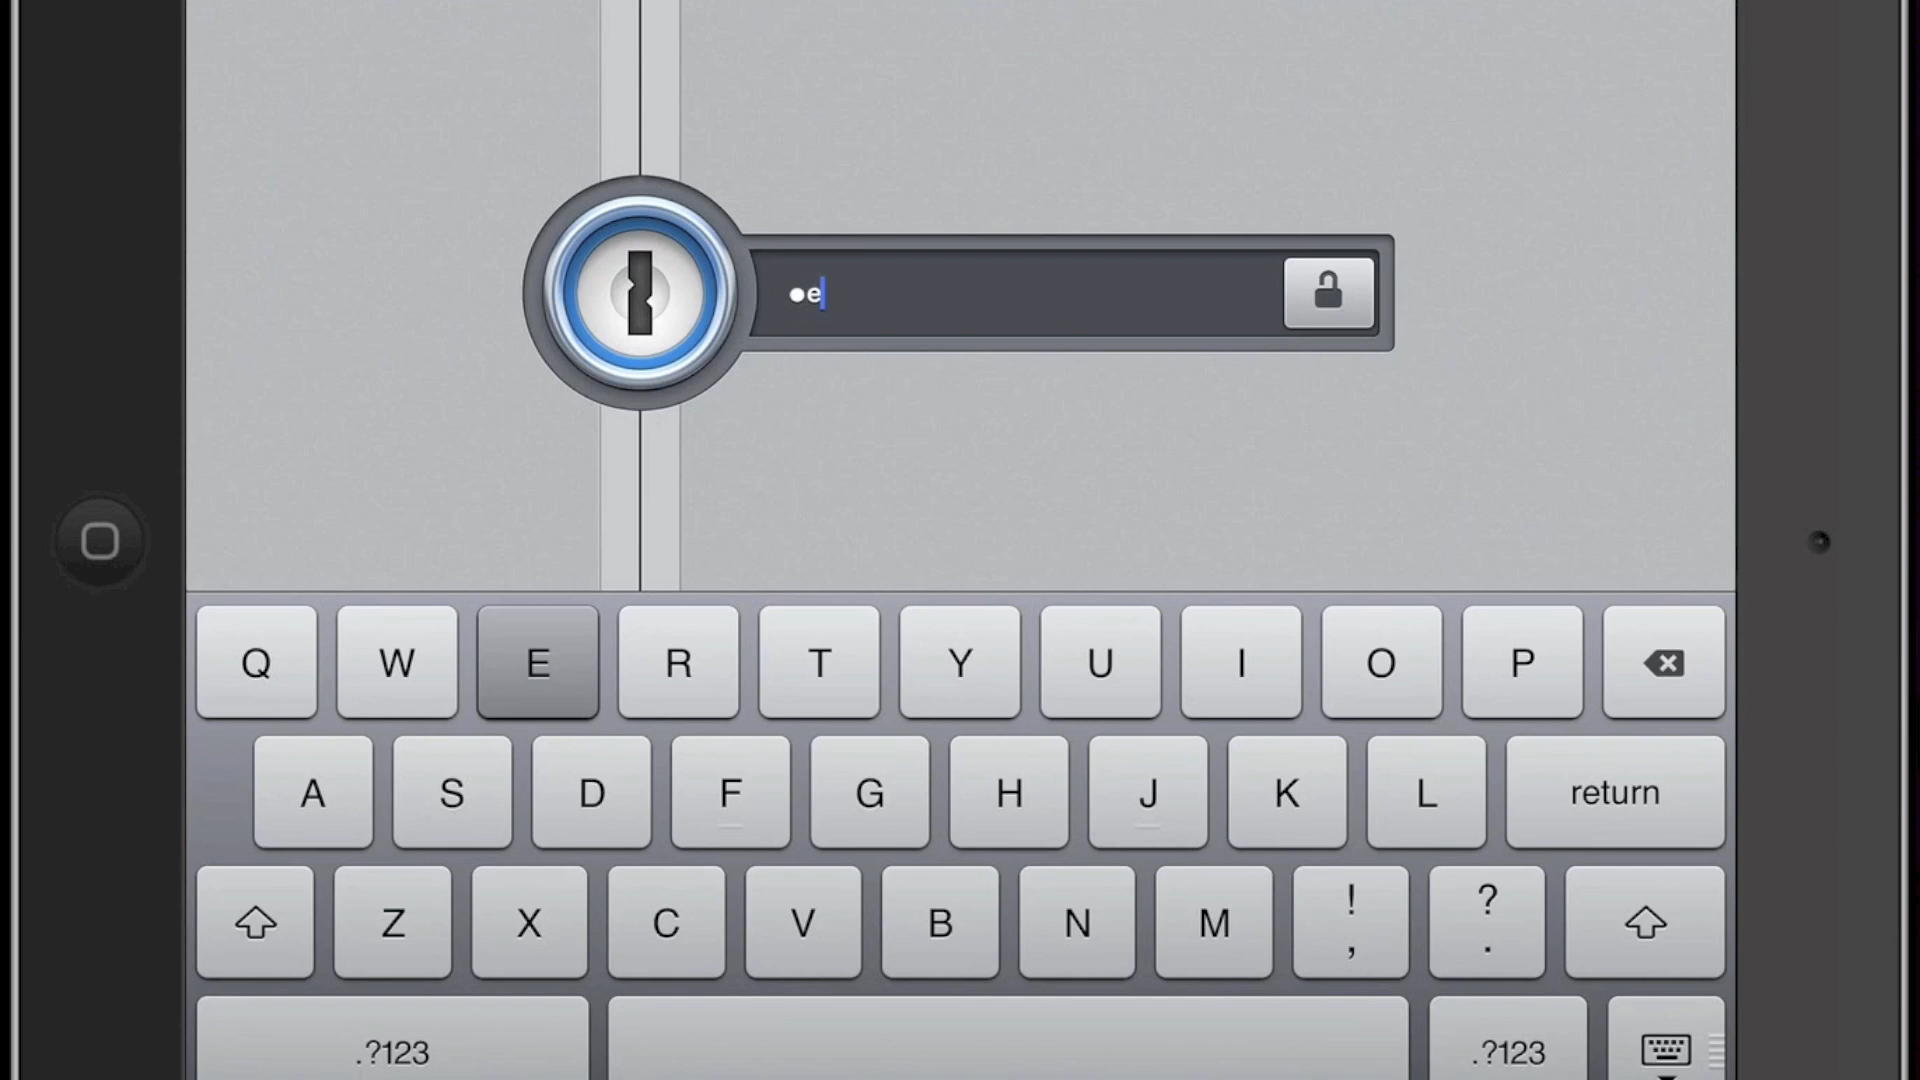 ●e
Q W E R T Y U I O P
A S D F G H J K L return
Z X C V B N M ! , ? .
.?123 .?123